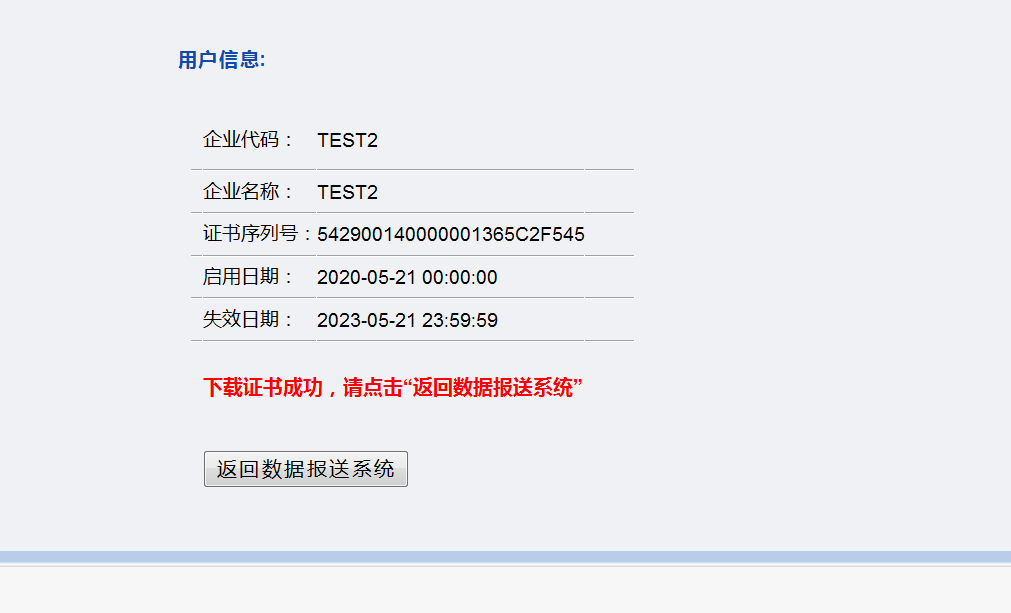 用户信息:
企业代码： TEST2
企业名称： TEST2
证书序列号：542900140000001365C2F545
启用日期： 2020-05-21 00:00:00
失效日期： 2023-05-21 23:59:59
下载证书成功，请点击“返回数据报送系统”
返回数据报送系统